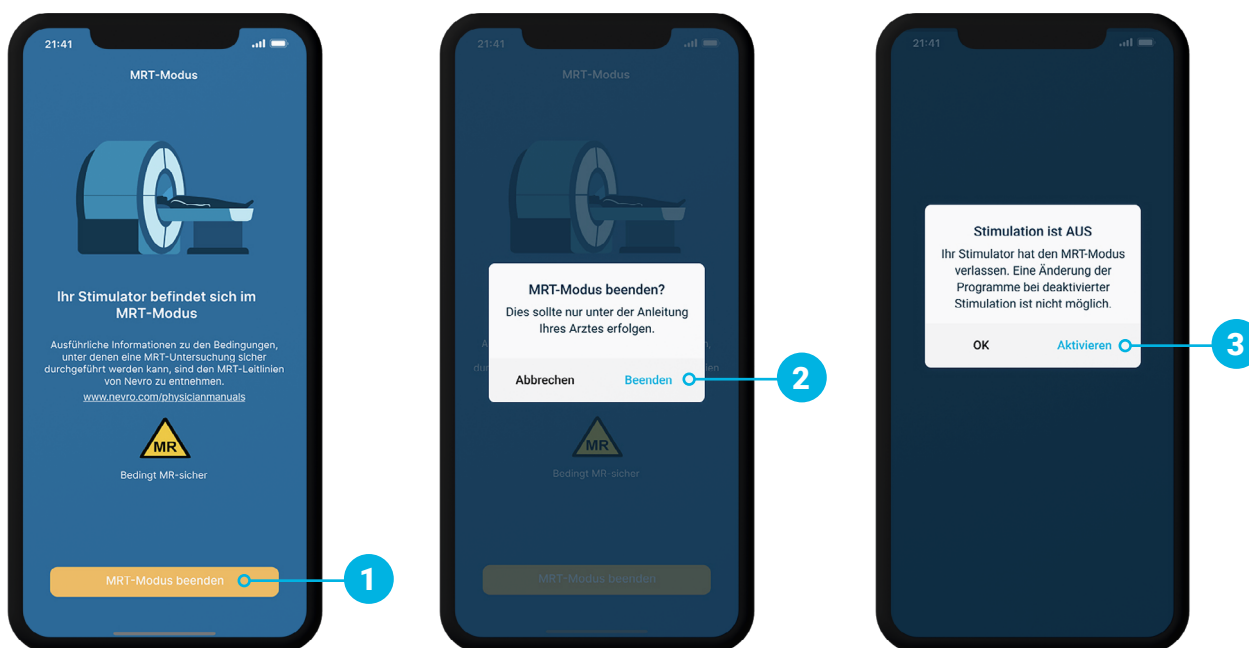 21:41
MRT-Modus
Ihr Stimulator befindet sich im
MRT-Modus
Ausführliche Informationen zu den Bedingungen,
unter denen eine MRT-Untersuchung sicher
durchgeführt werden kann, sind den MRT-Leitlinien
von Nevro zu entnehmen.
www.nevro.com/physicianmanuals
MR
Bedingt MR-sicher
MRT-Modus beenden
1
21:41
MRT-Modus
MRT-Modus beenden?
Dies sollte nur unter der Anleitung
Ihres Arztes erfolgen.
Abbrechen Beenden
2
MR
Bedingt MR-sicher
MRT-Modus beenden
21:41
Stimulation ist AUS
Ihr Stimulator hat den MRT-Modus
verlassen. Eine Änderung der
Programme bei deaktivierter
Stimulation ist nicht möglich.
OK Aktivieren
3